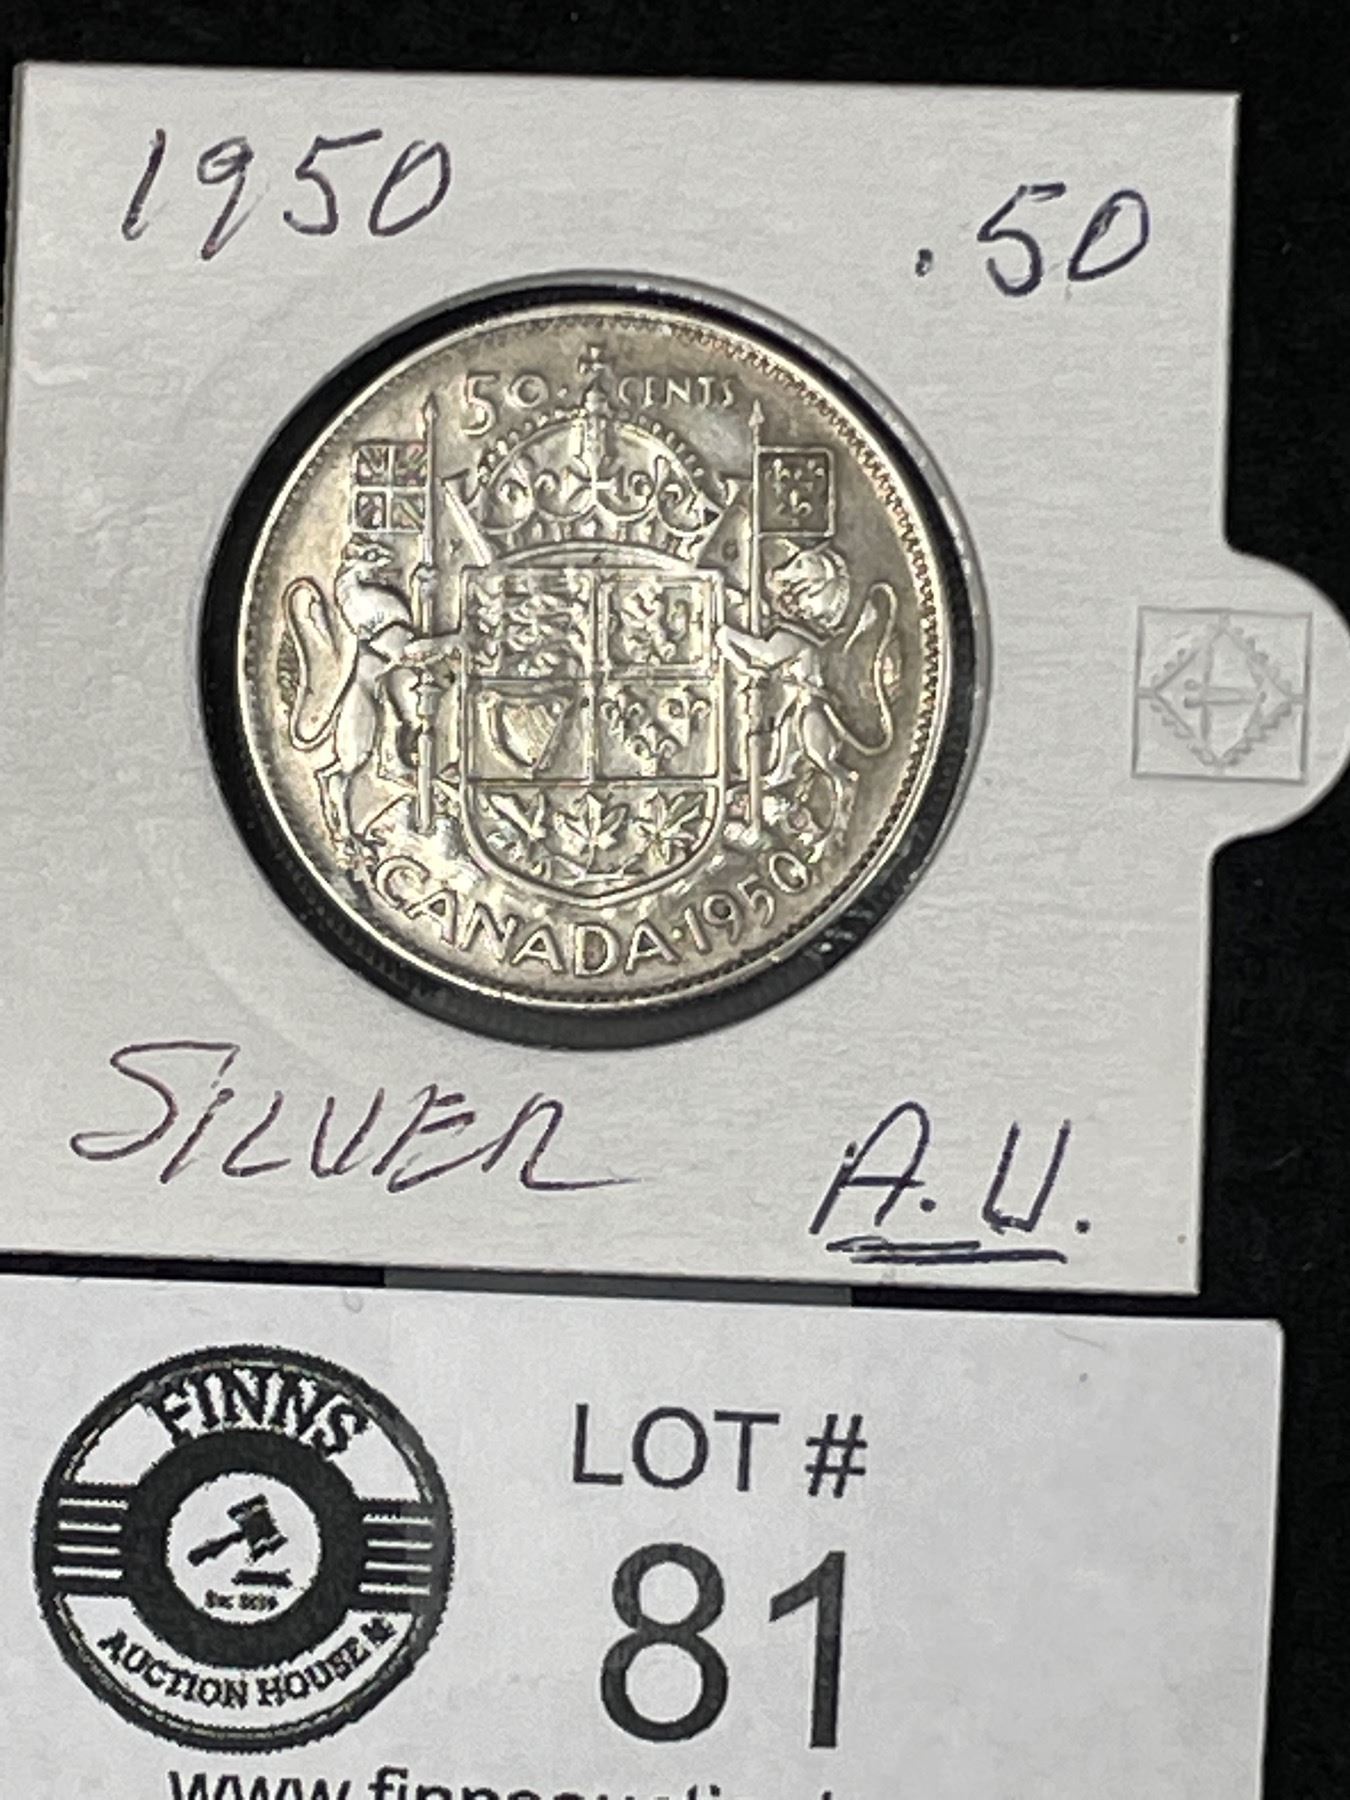 1950
.50
50 CENTS
CANADA·1950
SILVER
A.U.
FINNS
AUCTION HOUSE
LOT #
81